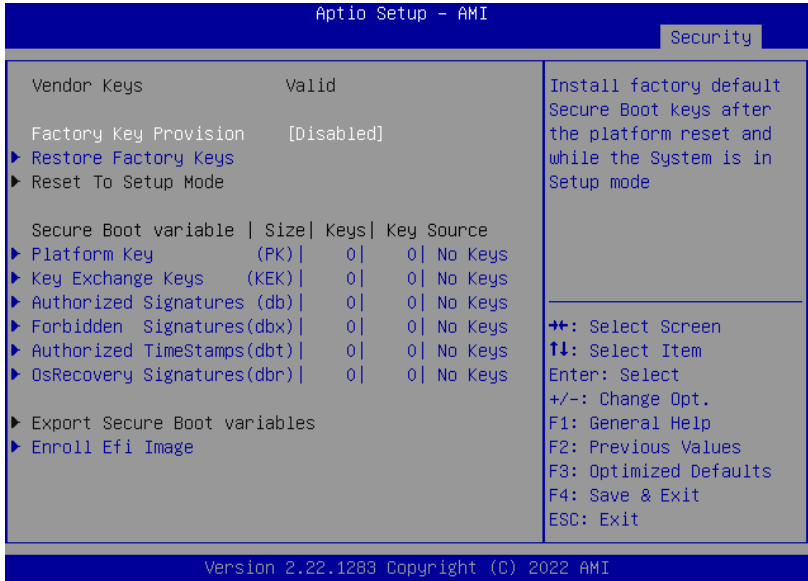 Aptio Setup – AMI
Security
Vendor Keys Valid
Factory Key Provision [Disabled]
Restore Factory Keys
Reset To Setup Mode
Secure Boot variable | Size| Keys| Key Source
Platform Key (PK)| 0| 0| No Keys
Key Exchange Keys (KEK)| 0| 0| No Keys
Authorized Signatures (db)| 0| 0| No Keys
Forbidden Signatures(dbx)| 0| 0| No Keys
Authorized TimeStamps(dbt)| 0| 0| No Keys
OsRecovery Signatures(dbr)| 0| 0| No Keys
Export Secure Boot variables
Enroll Efi Image
Install factory default
Secure Boot keys after
the platform reset and
while the System is in
Setup mode
→←: Select Screen
↑↓: Select Item
Enter: Select
+/-: Change Opt.
F1: General Help
F2: Previous Values
F3: Optimized Defaults
F4: Save & Exit
ESC: Exit
Version 2.22.1283 Copyright (C) 2022 AMI